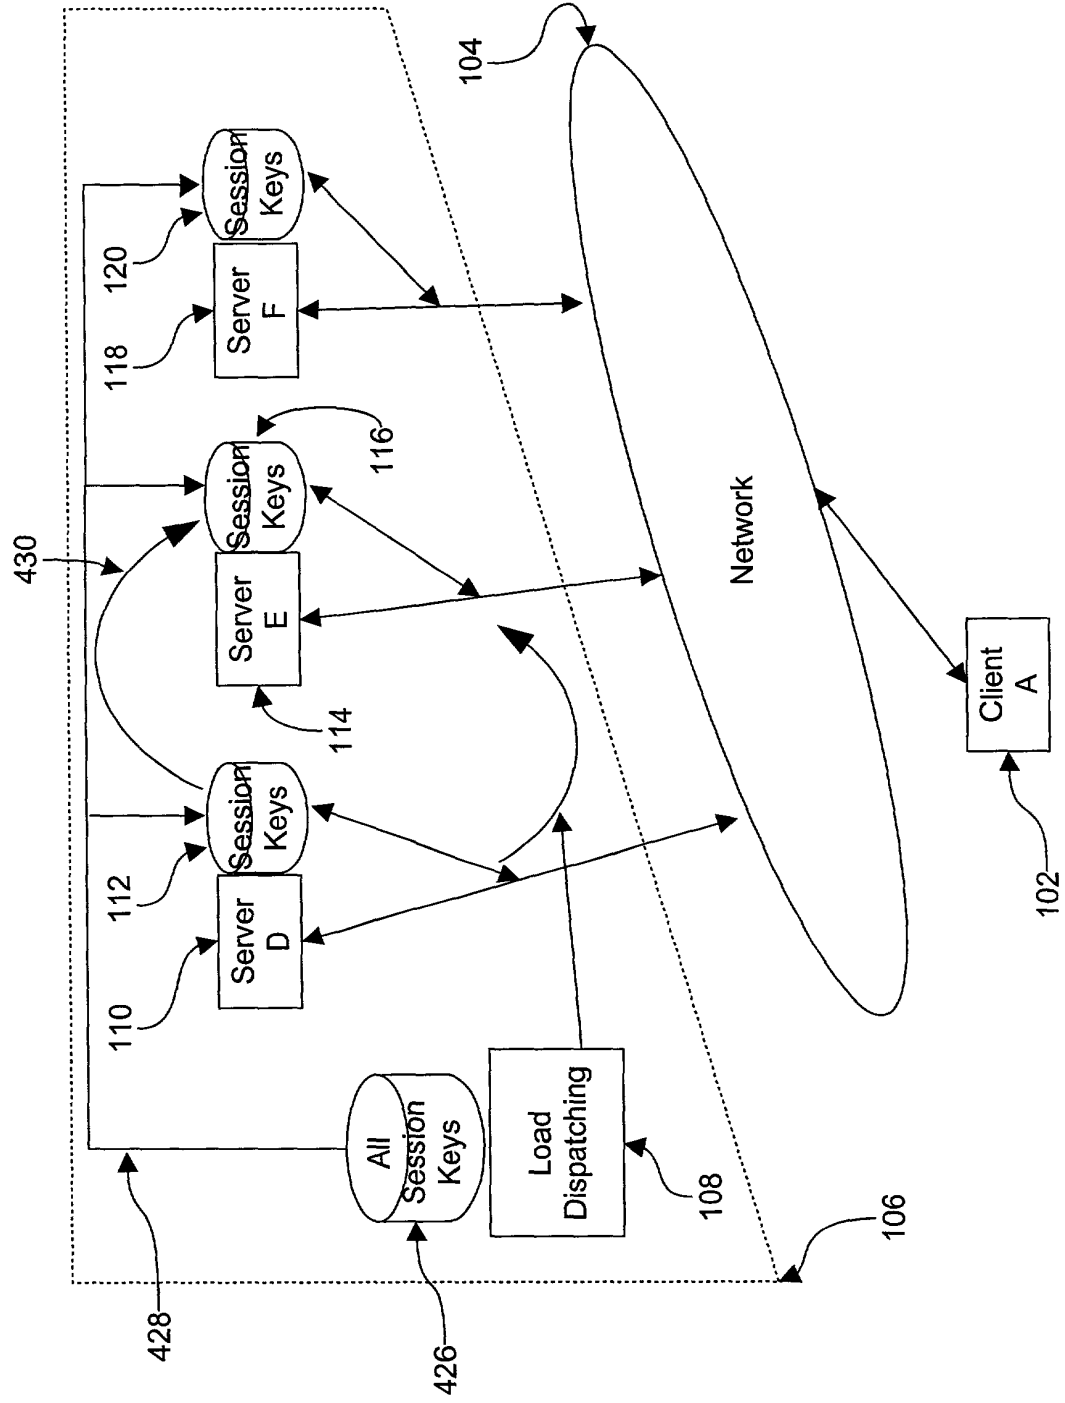 428
426
All
Session
Keys
Load
Dispatching
108
106
110
112
Server
D
Session
Keys
114
Server
E
Session
Keys
430
116
118
120
Server
F
Session
Keys
104
Network
Client
A
102